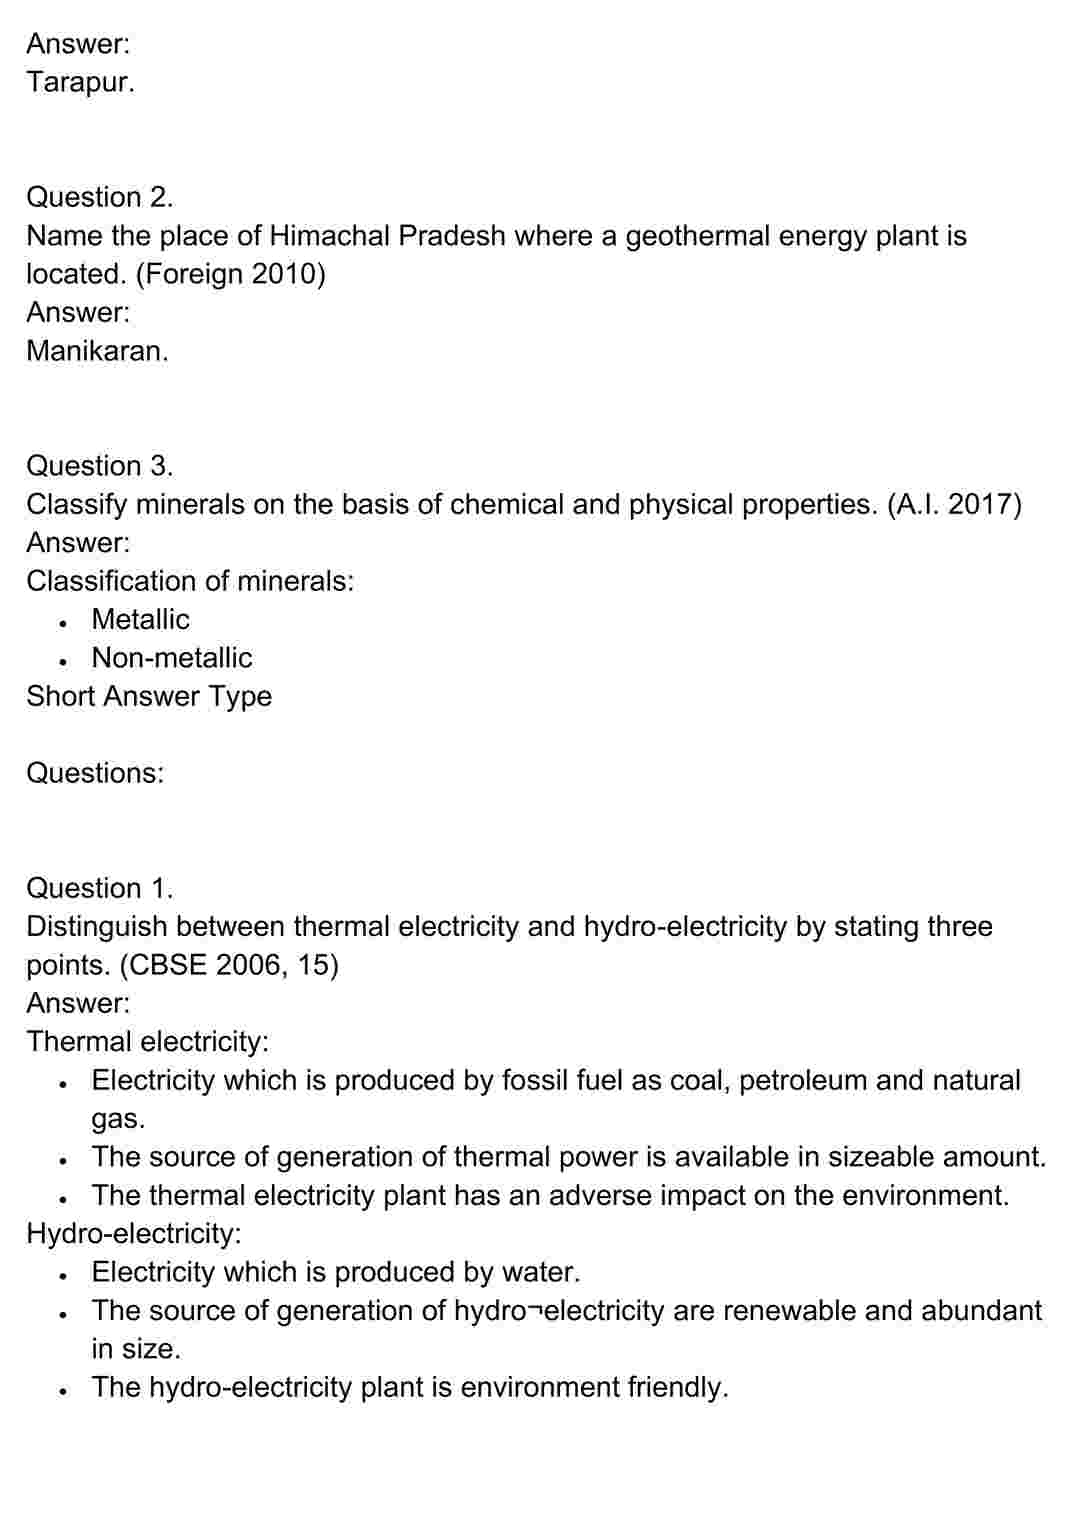 Answer:
Tarapur.
Question 2.
Name the place of Himachal Pradesh where a geothermal energy plant is
located. (Foreign 2010)
Answer:
Manikaran.
Question 3.
Classify minerals on the basis of chemical and physical properties. (A.I. 2017)
Answer:
Classification of minerals:
• Metallic
• Non-metallic
Short Answer Type
Questions:
Question 1.
Distinguish between thermal electricity and hydro-electricity by stating three
points. (CBSE 2006, 15)
Answer:
Thermal electricity:
• Electricity which is produced by fossil fuel as coal, petroleum and natural
gas.
• The source of generation of thermal power is available in sizeable amount.
• The thermal electricity plant has an adverse impact on the environment.
Hydro-electricity:
• Electricity which is produced by water.
• The source of generation of hydro¬electricity are renewable and abundant
in size.
• The hydro-electricity plant is environment friendly.